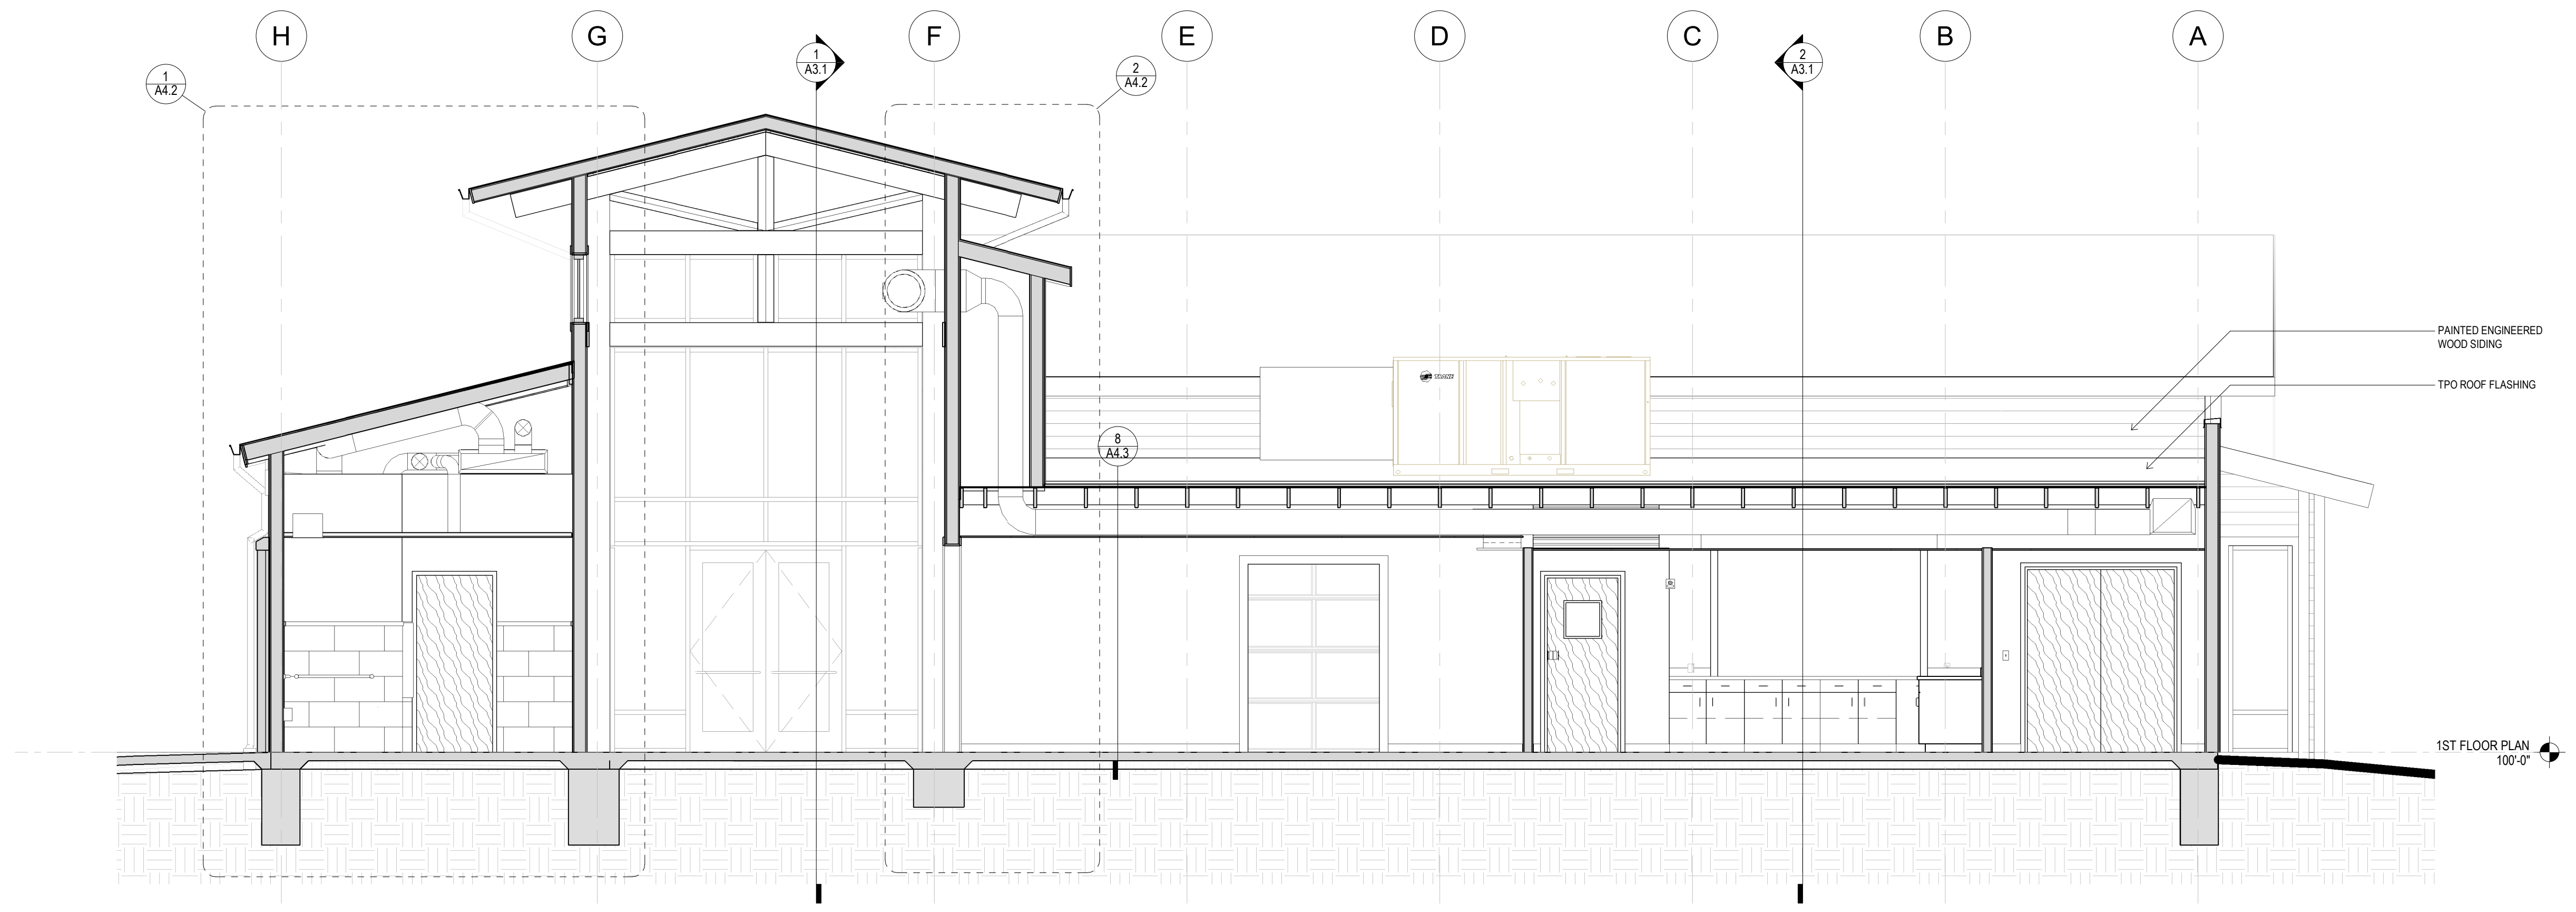 H
G
F
E
D
C
B
A
1
A3.1
2
A3.1
1
A4.2
2
A4.2
PAINTED ENGINEERED
WOOD SIDING
TRANE
TPO ROOF FLASHING
8
A4.3
1ST FLOOR PLAN
100'-0"